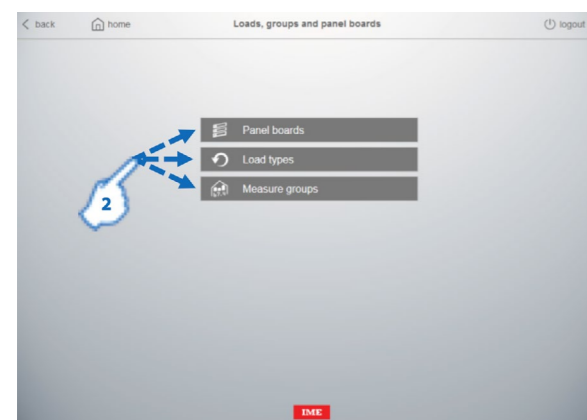 back home Loads, groups and panel boards logout
Panel boards
Load types
2
Measure groups
IME